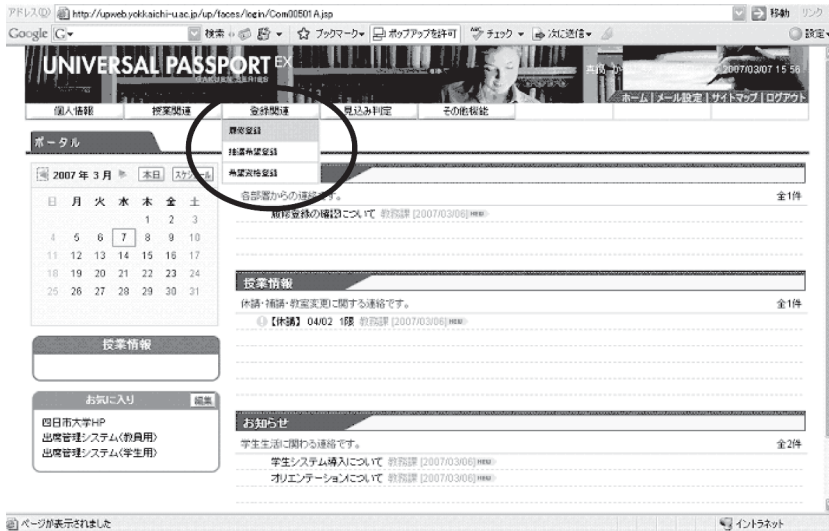 アドレス(D) http://upweb.yokkaichi-u.ac.jp/up/faces/login/Com00501A.jsp 移動 リンク
Google G 検索 ブックマーク ポップアップを許可 チェック 次に送信 設定
UNIVERSAL PASSPORT EX
GAKUEN SERIES
2007/03/07 15:56
ホーム | メール設定 | サイトマップ | ログアウト
個人情報 授業関連 登録関連 見込み判定 その他機能
履修登録
抽選希望登録
希望資格登録
ポータル
2007 年 3 月 本日 スケジュール
日 月 火 水 木 金 土
1 2 3
4 5 6 7 8 9 10
11 12 13 14 15 16 17
18 19 20 21 22 23 24
25 26 27 28 29 30 31
各部署からの連絡です。 全1件
履修登録の確認について 教務課 [2007/03/06] NEW
授業情報
休講・補講・教室変更に関する連絡です。 全1件
【休講】 04/02 1限 教務課 [2007/03/06] NEW
授業情報
お気に入り 編集
四日市大学HP
出席管理システム(教員用)
出席管理システム(学生用)
お知らせ
学生生活に関わる連絡です。 全2件
学生システム導入について 教務課 [2007/03/06] NEW
オリエンテーションについて 教務課 [2007/03/06] NEW
ページが表示されました イントラネット